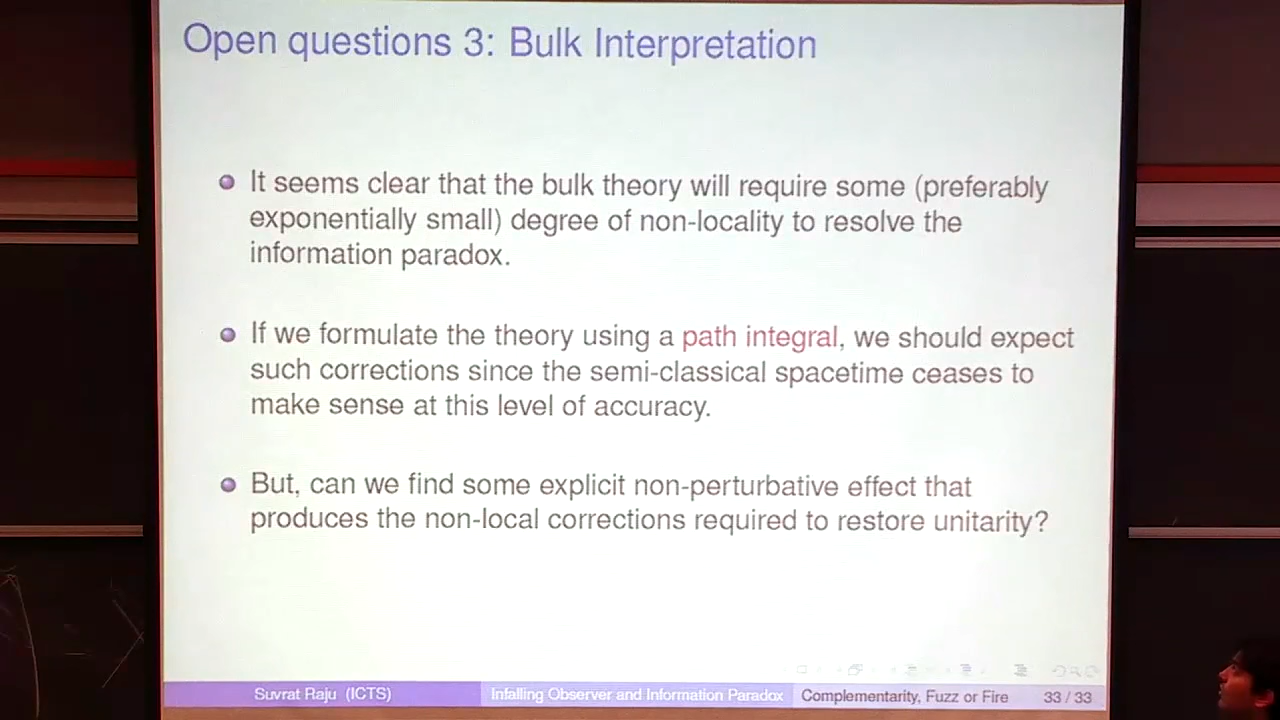 Open questions 3: Bulk Interpretation
It seems clear that the bulk theory will require some (preferably
exponentially small) degree of non-locality to resolve the
information paradox.
If we formulate the theory using a path integral, we should expect
such corrections since the semi-classical spacetime ceases to
make sense at this level of accuracy.
But, can we find some explicit non-perturbative effect that
produces the non-local corrections required to restore unitarity?
Suvrat Raju (ICTS) Infalling Observer and Information Paradox Complementarity, Fuzz or Fire 33 / 33